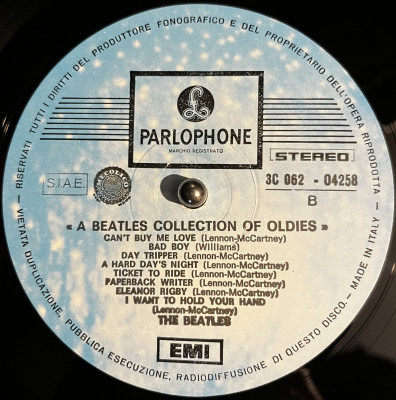 RISERVATI TUTTI I DIRITTI DEL PRODUTTORE FONOGRAFICO E DEL PROPRIETARIO DELL'OPERA RIPRODOTTA –
£
PARLOPHONE
MARCHIO REGISTRATO
S.I.A.E.
STEREO
3C 062 - 04258
B
« A BEATLES COLLECTION OF OLDIES »
CAN'T BUY ME LOVE (Lennon-McCartney)
BAD BOY (Williams)
DAY TRIPPER (Lennon-McCartney)
A HARD DAY'S NIGHT (Lennon-McCartney)
TICKET TO RIDE (Lennon-McCartney)
PAPERBACK WRITER (Lennon-McCartney)
ELEANOR RIGBY (Lennon-McCartney)
I WANT TO HOLD YOUR HAND
(Lennon-McCartney)
THE BEATLES
EMI
– VIETATA DUPLICAZIONE, PUBBLICA ESECUZIONE, RADIODIFFUSIONE DI QUESTO DISCO. – MADE IN ITALY